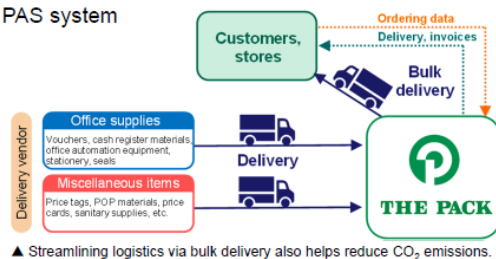 PAS system
Customers,
stores
Ordering data
Delivery, invoices
Bulk
delivery
Delivery vendor
Office supplies
Vouchers, cash register materials,
office automation equipment,
stationery, seals
Delivery
Miscellaneous items
Price tags, POP materials, price
cards, sanitary supplies, etc.
THE PACK
▲ Streamlining logistics via bulk delivery also helps reduce CO₂ emissions.